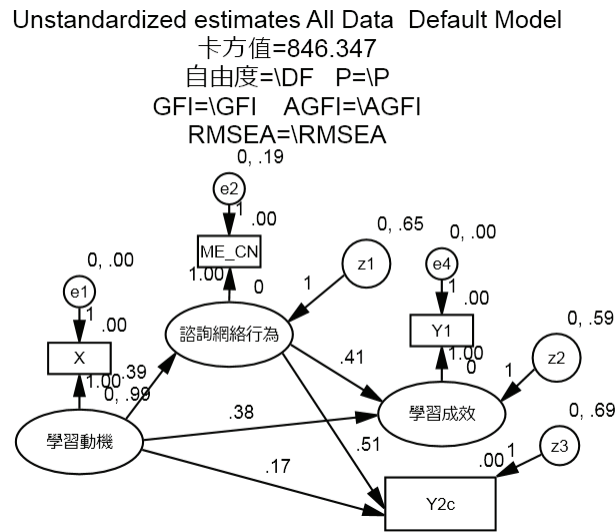 Unstandardized estimates All Data Default Model
卡方值=846.347
自由度=\DF P=\P
GFI=\GFI AGFI=\AGFI
RMSEA=\RMSEA
0, .19
e2
1
.00
ME_CN
1.00
0
0, .65
z1
1
0, .00
e4
1
.00
Y1
1.00
0
0, .00
e1
1
.00
X
1.00
0, .99
.39
諮詢網絡行為
0, .59
z2
1
.41
學習動機
.38
學習成效
.51
.17
0, .69
z3
1
.00
Y2c